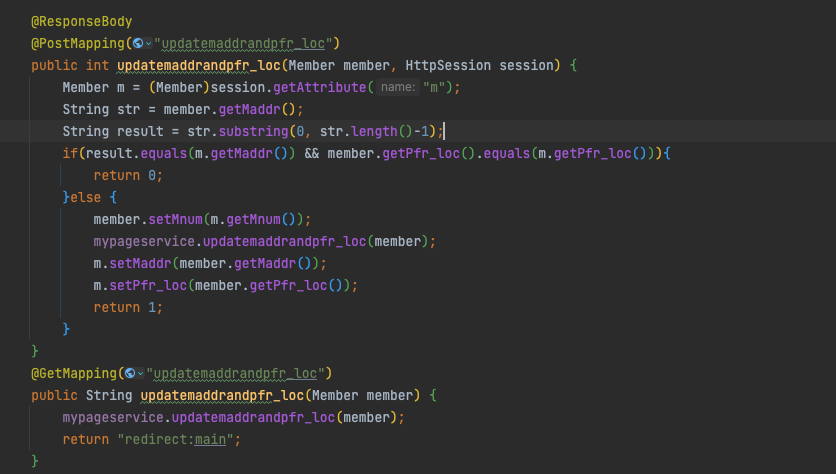 @ResponseBody
@PostMapping("updatemaddrandpfr_loc")
public int updatemaddrandpfr_loc(Member member, HttpSession session) {
    Member m = (Member)session.getAttribute( name: "m");
    String str = member.getMaddr();
    String result = str.substring(0, str.length()-1);
    if(result.equals(m.getMaddr()) && member.getPfr_loc().equals(m.getPfr_loc())){
        return 0;
    }else {
        member.setMnum(m.getMnum());
        mypageservice.updatemaddrandpfr_loc(member);
        m.setMaddr(member.getMaddr());
        m.setPfr_loc(member.getPfr_loc());
        return 1;
    }
}
@GetMapping("updatemaddrandpfr_loc")
public String updatemaddrandpfr_loc(Member member) {
    mypageservice.updatemaddrandpfr_loc(member);
    return "redirect:main";
}